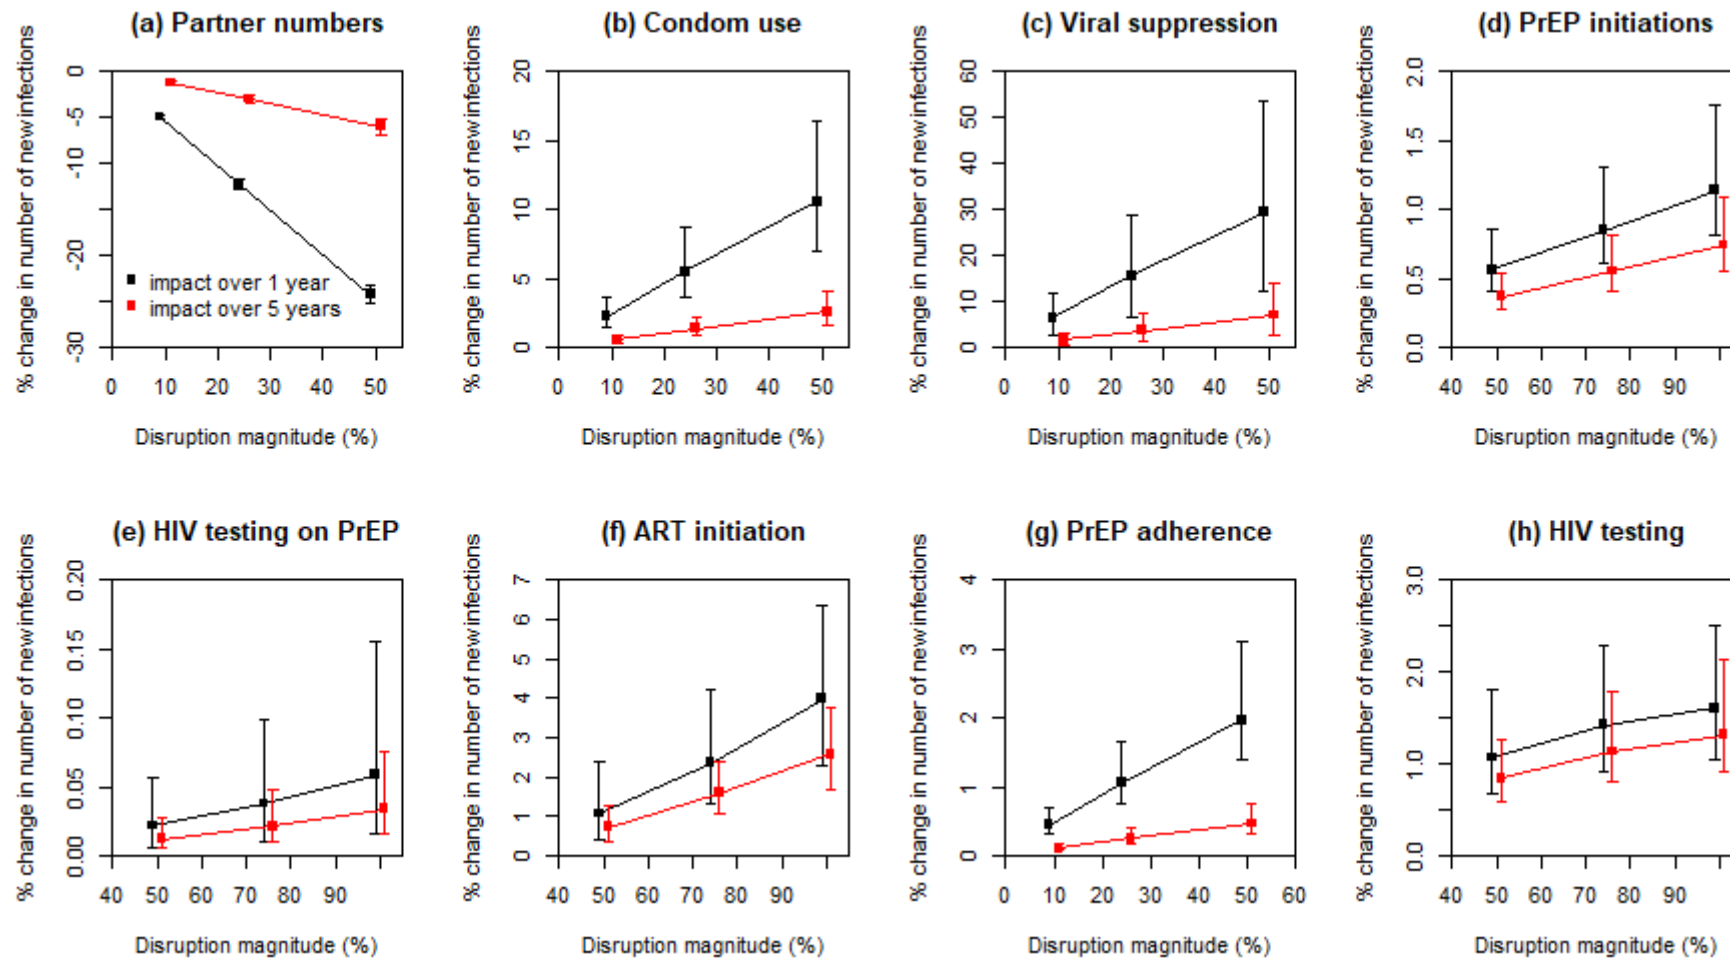 (a) Partner numbers
% change in number of new infections
0
-5
-10
-20
-30
impact over 1 year
impact over 5 years
0 10 20 30 40 50
Disruption magnitude (%)
(b) Condom use
% change in number of new infections
20
15
10
5
0
0 10 20 30 40 50
Disruption magnitude (%)
(c) Viral suppression
% change in number of new infections
60
50
40
30
20
10
0
0 10 20 30 40 50
Disruption magnitude (%)
(d) PrEP initiations
% change in number of new infections
2.0
1.5
1.0
0.5
0.0
40 50 60 70 80 90
Disruption magnitude (%)
(e) HIV testing on PrEP
% change in number of new infections
0.20
0.15
0.10
0.05
0.00
40 50 60 70 80 90
Disruption magnitude (%)
(f) ART initiation
% change in number of new infections
7
6
5
4
3
2
1
0
40 50 60 70 80 90
Disruption magnitude (%)
(g) PrEP adherence
% change in number of new infections
4
3
2
1
0
0 10 20 30 40 50 60
Disruption magnitude (%)
(h) HIV testing
% change in number of new infections
3.0
2.0
1.0
0.0
40 50 60 70 80 90
Disruption magnitude (%)